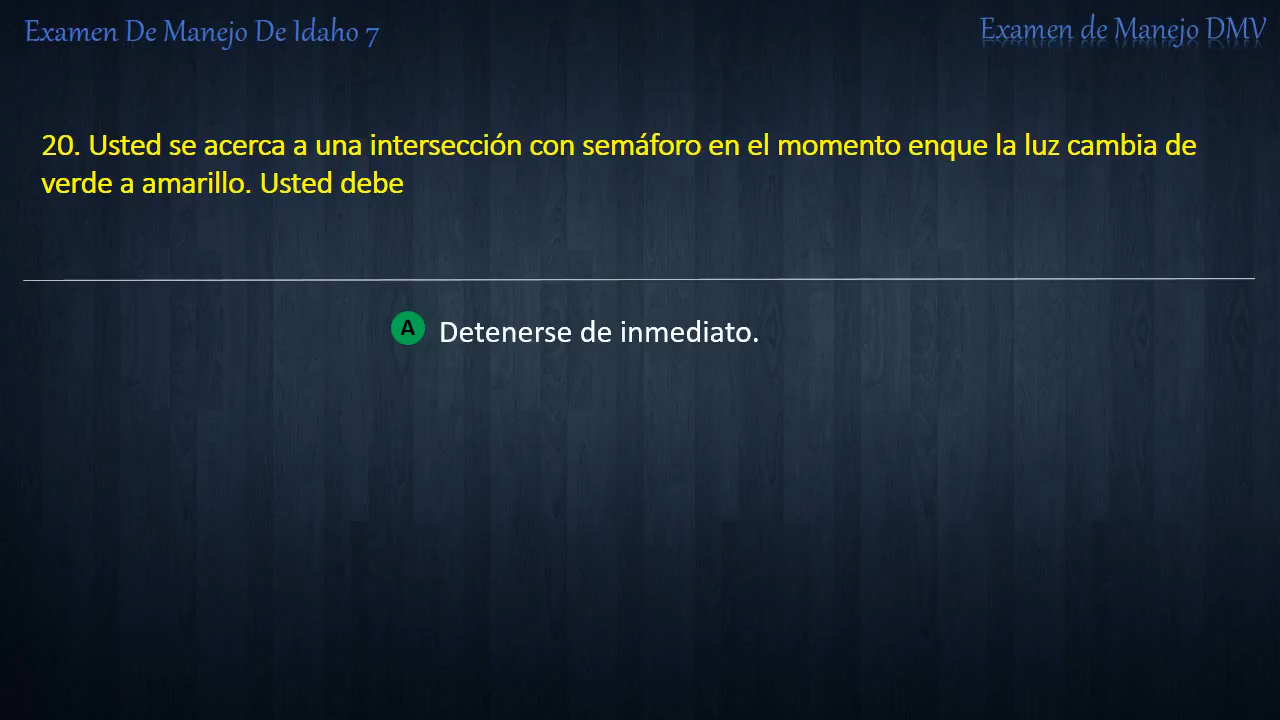 Examen De Manejo De Idaho 7
Examen de Manejo DMV
20. Usted se acerca a una intersección con semáforo en el momento enque la luz cambia de
verde a amarillo. Usted debe
A Detenerse de inmediato.